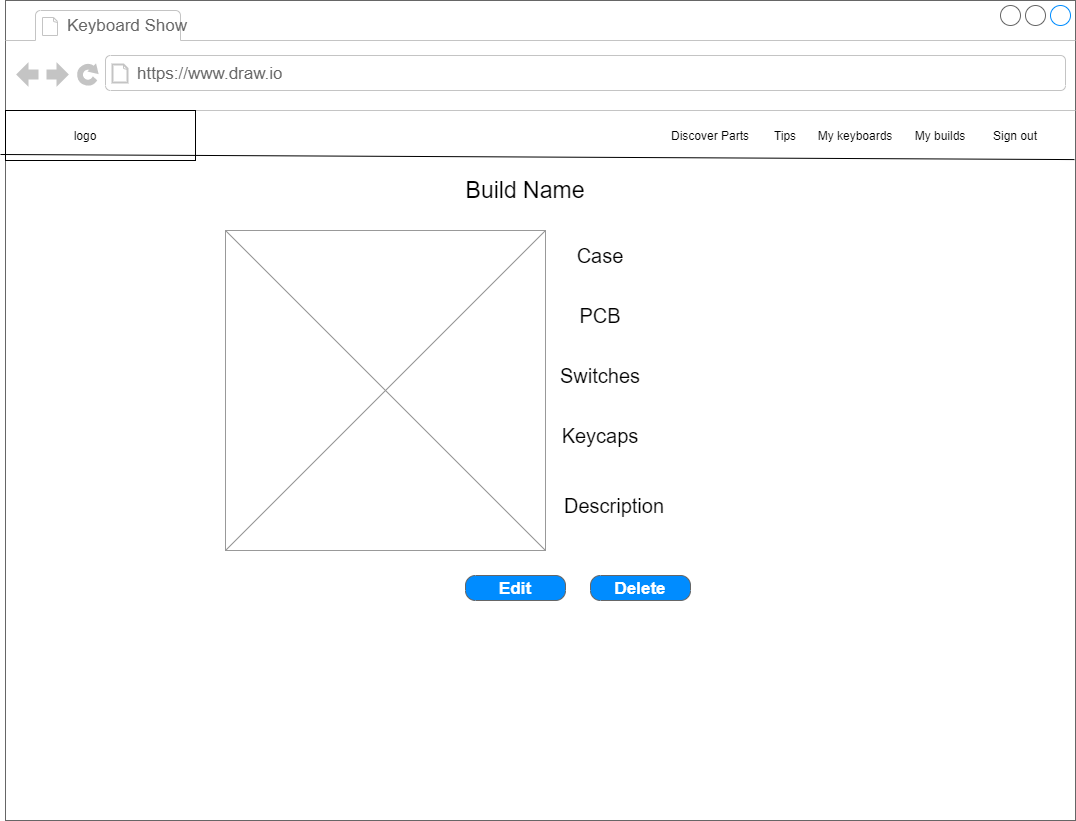 Keyboard Show
https://www.draw.io
logo
Discover Parts
Tips
My keyboards
My builds
Sign out
Build Name
Case
PCB
Switches
Keycaps
Description
Edit
Delete